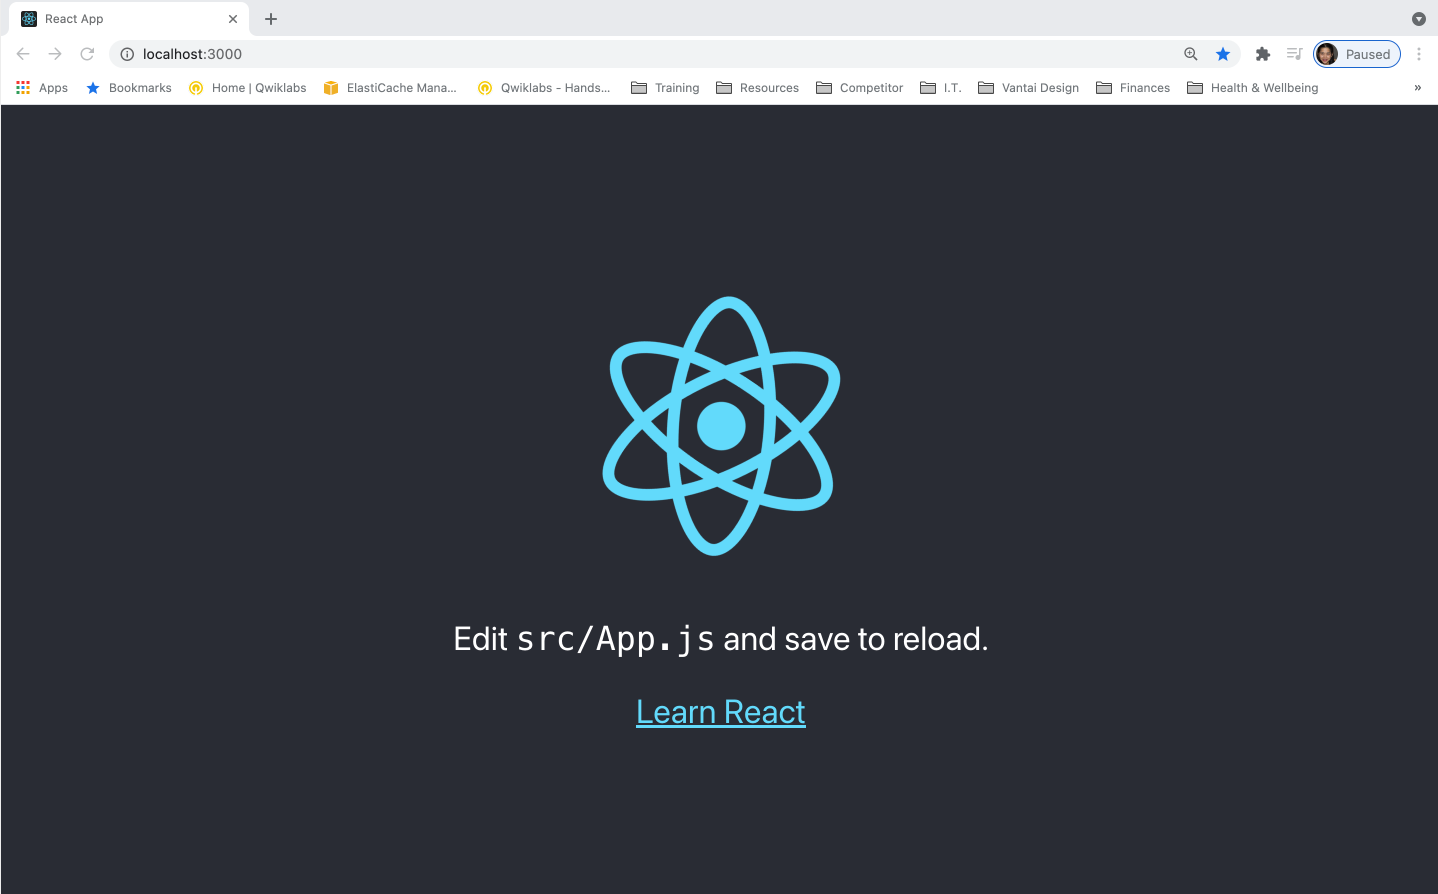 React App
localhost:3000
Paused
Apps Bookmarks Home | Qwiklabs ElastiCache Mana... Qwiklabs - Hands... Training Resources Competitor I.T. Vantai Design Finances Health & Wellbeing »
Edit src/App.js and save to reload.
Learn React